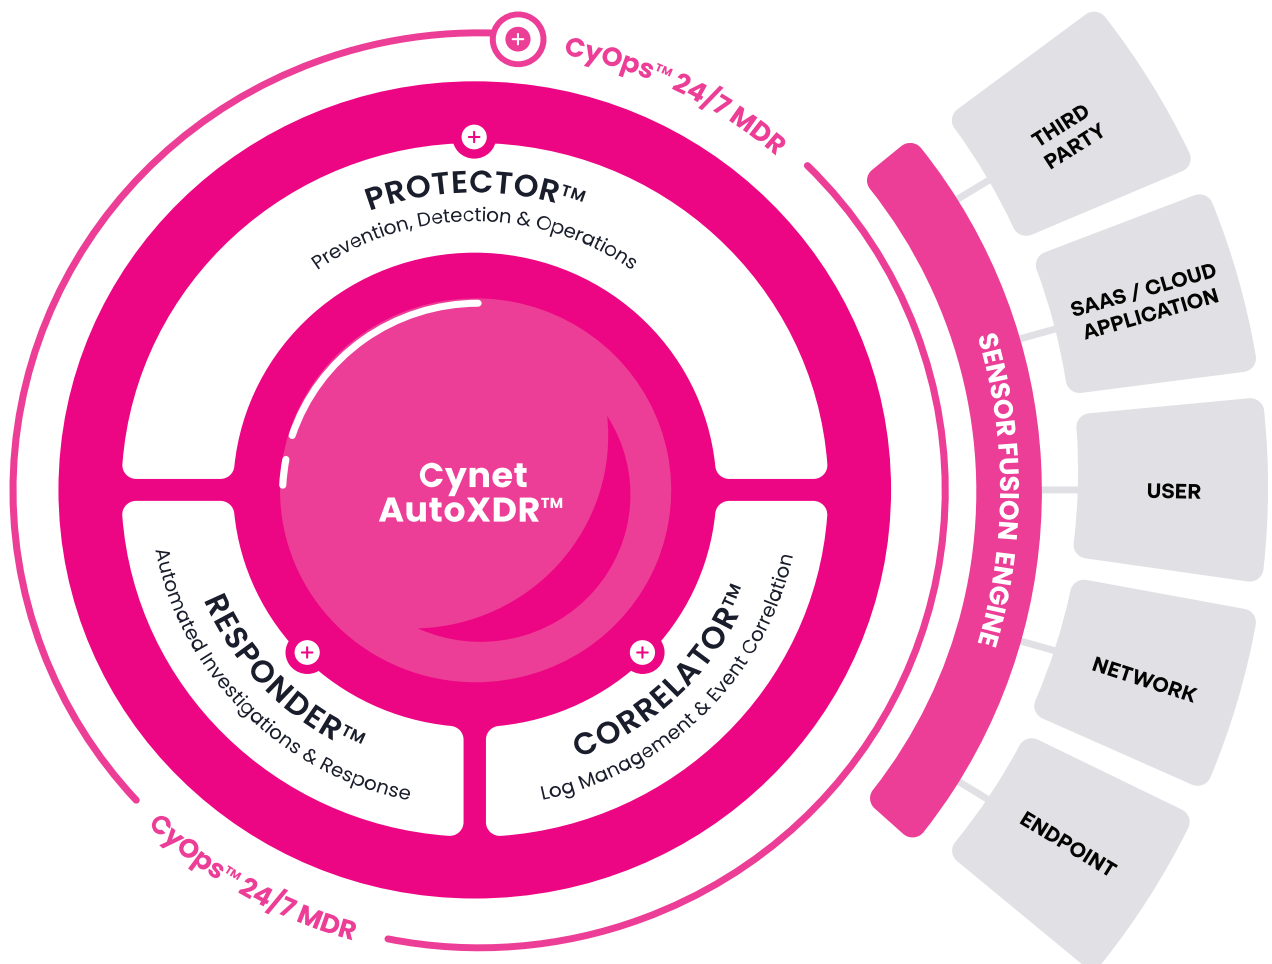 CyOps™ 24/7 MDR
PROTECTOR™
Prevention, Detection & Operations
Cynet
AutoXDR™
RESPONDER™
Automated Investigations & Response
CORRELATOR™
Log Management & Event Correlation
CyOps™ 24/7 MDR
SENSOR FUSION ENGINE
THIRD
PARTY
SAAS / CLOUD
APPLICATION
USER
NETWORK
ENDPOINT